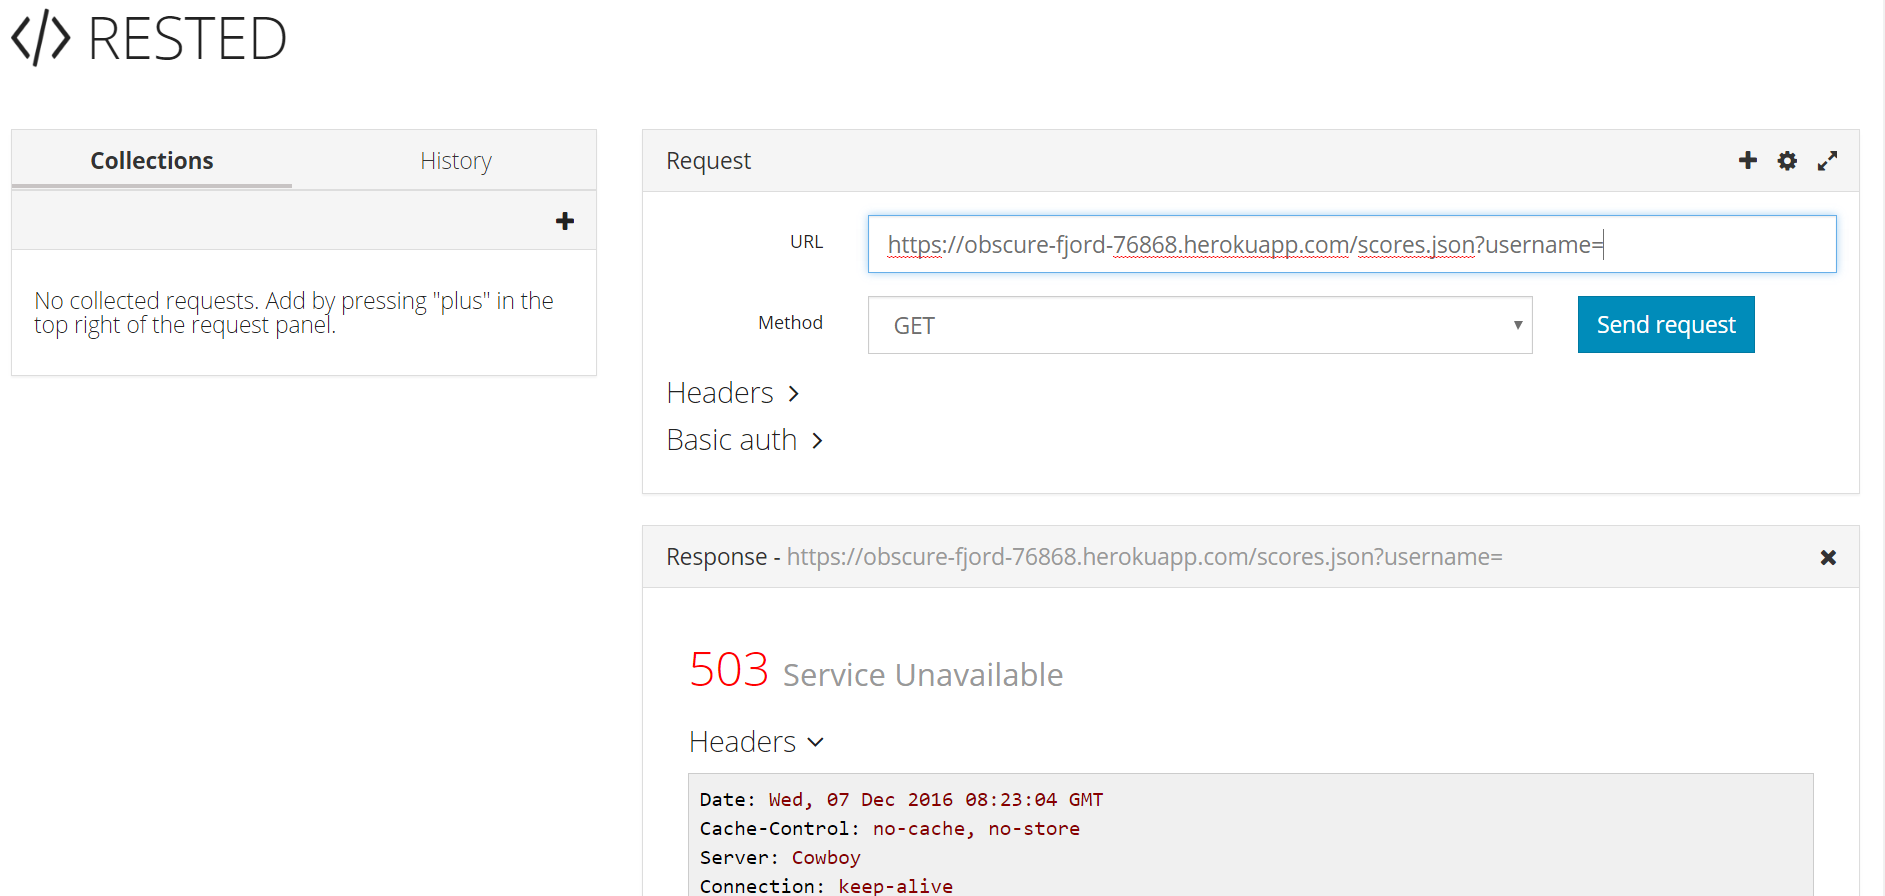 </> RESTED
Collections
History
No collected requests. Add by pressing "plus" in the
top right of the request panel.
Request
URL
https://obscure-fjord-76868.herokuapp.com/scores.json?username=
Method
GET
Send request
Headers
Basic auth
Response - https://obscure-fjord-76868.herokuapp.com/scores.json?username=
503 Service Unavailable
Headers
Date: Wed, 07 Dec 2016 08:23:04 GMT
Cache-Control: no-cache, no-store
Server: Cowboy
Connection: keep-alive